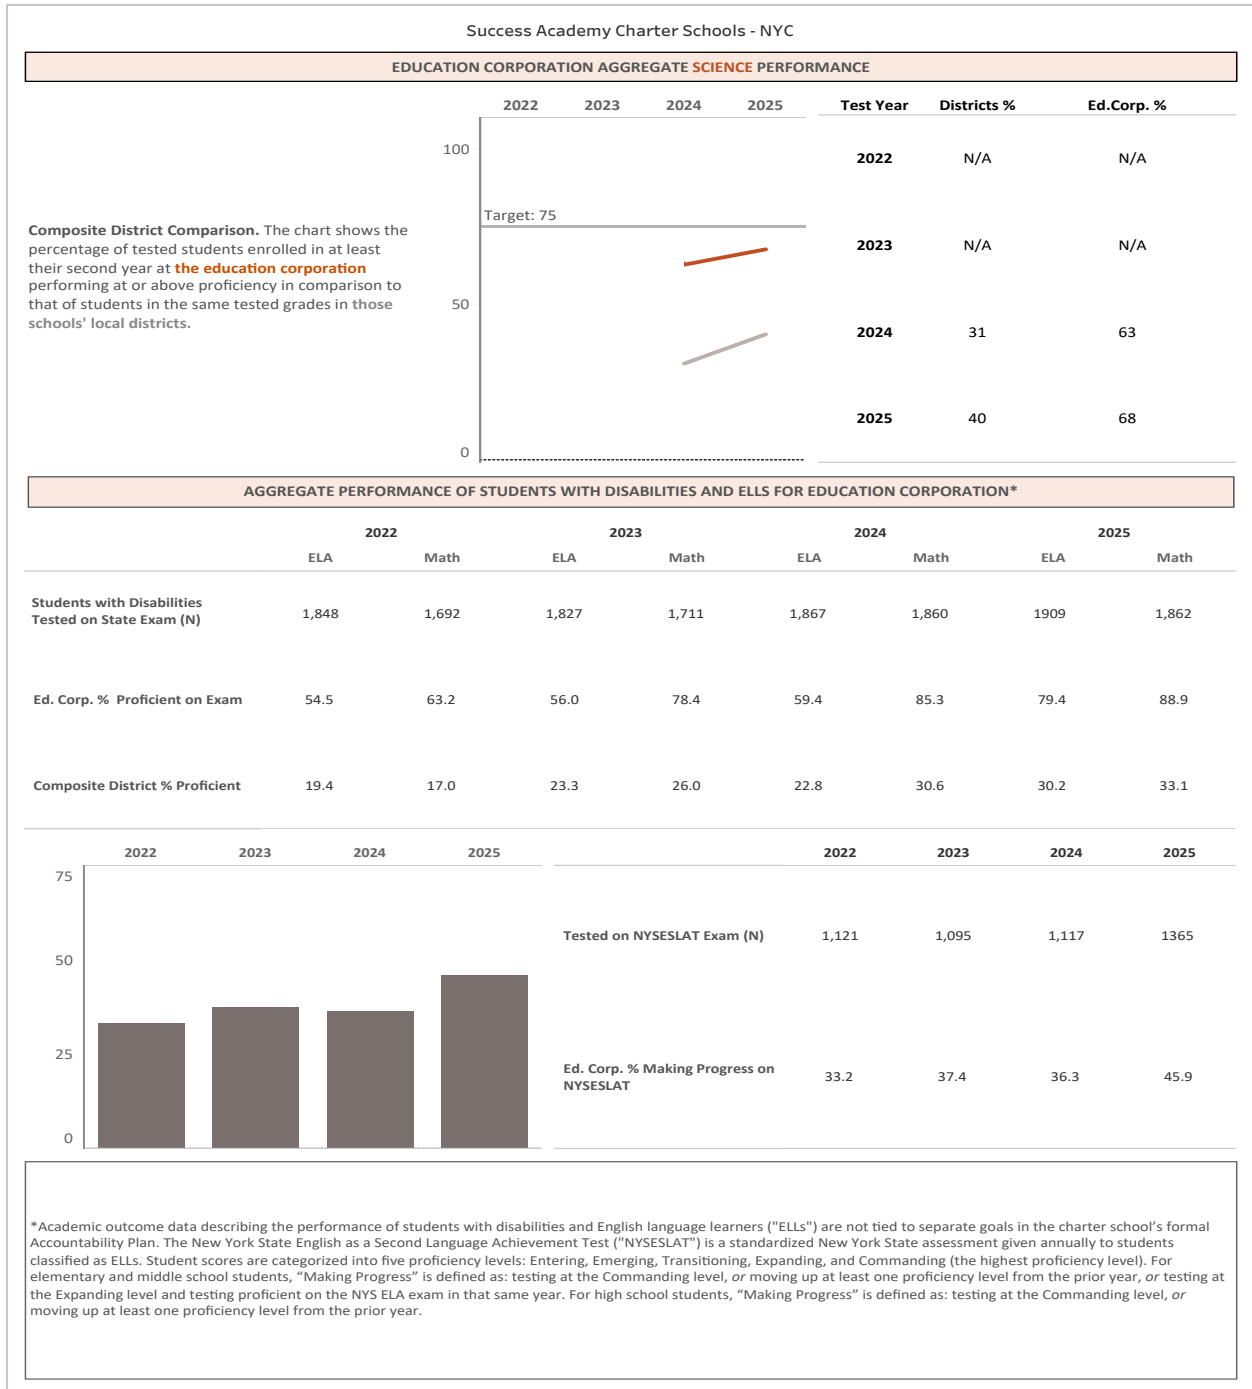 Success Academy Charter Schools - NYC
EDUCATION CORPORATION AGGREGATE SCIENCE PERFORMANCE
Composite District Comparison. The chart shows the
percentage of tested students enrolled in at least
their second year at the education corporation
performing at or above proficiency in comparison to
that of students in the same tested grades in those
schools' local districts.
2022 2023 2024 2025
100
Target: 75
50
0
Test Year Districts % Ed.Corp. %
2022 N/A N/A
2023 N/A N/A
2024 31 63
2025 40 68
AGGREGATE PERFORMANCE OF STUDENTS WITH DISABILITIES AND ELLS FOR EDUCATION CORPORATION*
2022 2023 2024 2025
ELA Math ELA Math ELA Math ELA Math
Students with Disabilities
Tested on State Exam (N) 1,848 1,692 1,827 1,711 1,867 1,860 1909 1,862
Ed. Corp. % Proficient on Exam 54.5 63.2 56.0 78.4 59.4 85.3 79.4 88.9
Composite District % Proficient 19.4 17.0 23.3 26.0 22.8 30.6 30.2 33.1
2022 2023 2024 2025
75
50
25
0
2022 2023 2024 2025
Tested on NYSESLAT Exam (N) 1,121 1,095 1,117 1365
Ed. Corp. % Making Progress on
NYSESLAT 33.2 37.4 36.3 45.9
*Academic outcome data describing the performance of students with disabilities and English language learners ("ELLs") are not tied to separate goals in the charter school’s formal
Accountability Plan. The New York State English as a Second Language Achievement Test ("NYSESLAT") is a standardized New York State assessment given annually to students
classified as ELLs. Student scores are categorized into five proficiency levels: Entering, Emerging, Transitioning, Expanding, and Commanding (the highest proficiency level). For
elementary and middle school students, “Making Progress” is defined as: testing at the Commanding level, or moving up at least one proficiency level from the prior year, or testing at
the Expanding level and testing proficient on the NYS ELA exam in that same year. For high school students, “Making Progress” is defined as: testing at the Commanding level, or
moving up at least one proficiency level from the prior year.